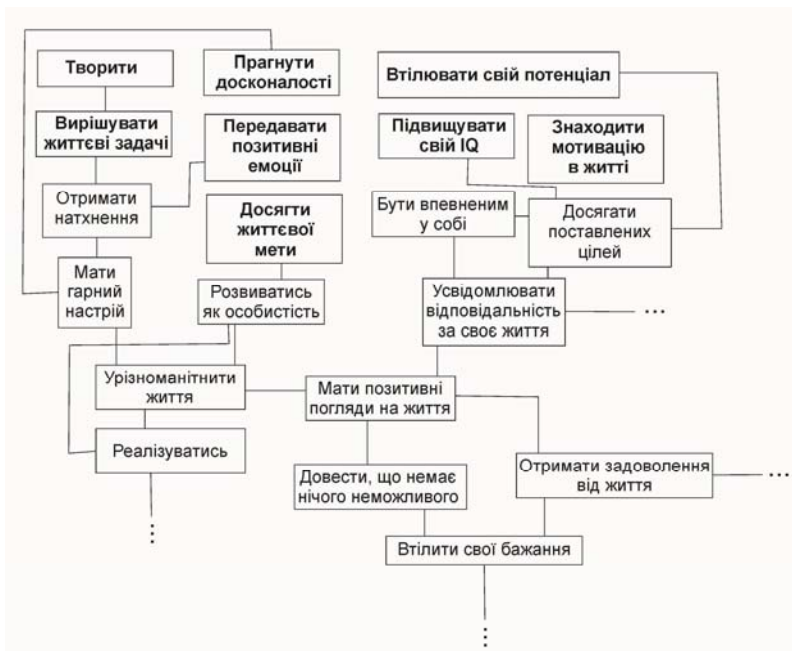 Творити
Прагнути
досконалості
Втілювати свій потенціал
Вирішувати
життєві задачі
Передавати
позитивні
емоції
Підвищувати
свій IQ
Знаходити
мотивацію
в житті
Отримати
натхнення
Досягти
життєвої
мети
Бути впевненим
у собі
Досягати
поставлених
цілей
Мати
гарний
настрій
Розвиватись
як особистість
Усвідомлювати
відповідальність
за своє життя
...
Урізноманітнити
життя
Мати позитивні
погляди на життя
Реалізуватись
Довести, що немає
нічого неможливого
Отримати задоволення
від життя
...
...
Втілити свої бажання
...